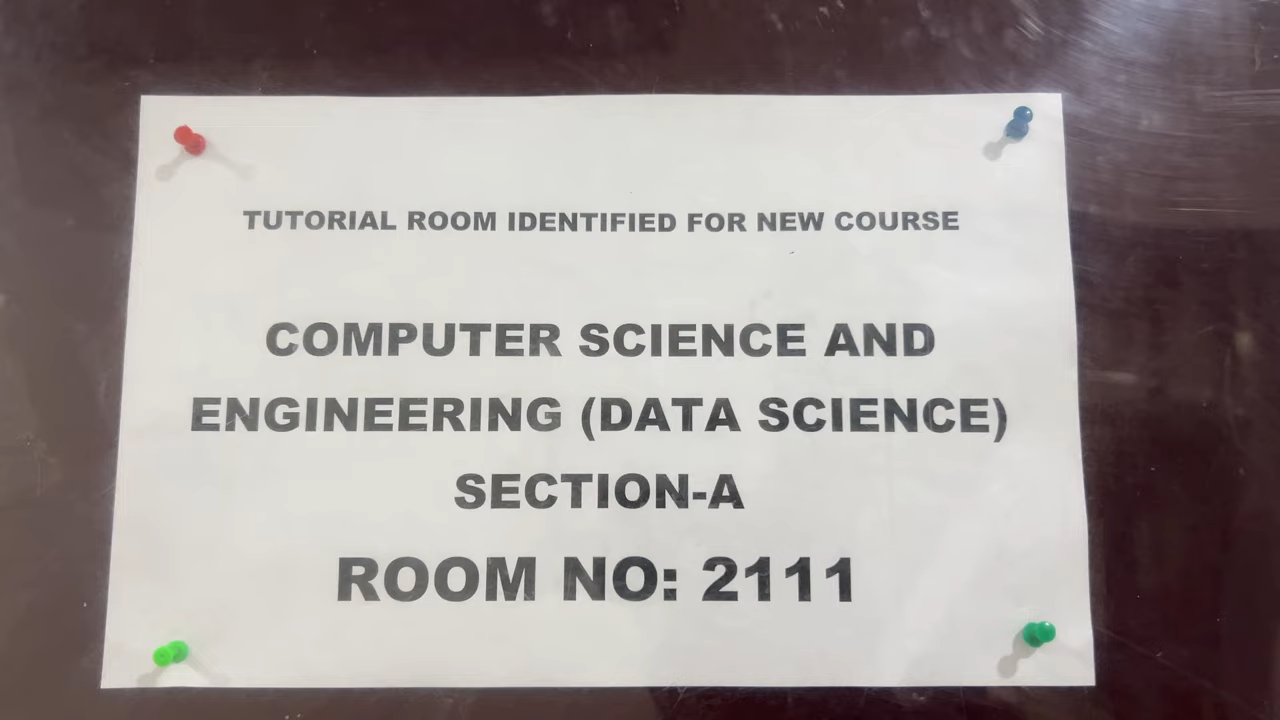 TUTORIAL ROOM IDENTIFIED FOR NEW COURSE
COMPUTER SCIENCE AND
ENGINEERING (DATA SCIENCE)
SECTION-A
ROOM NO: 2111